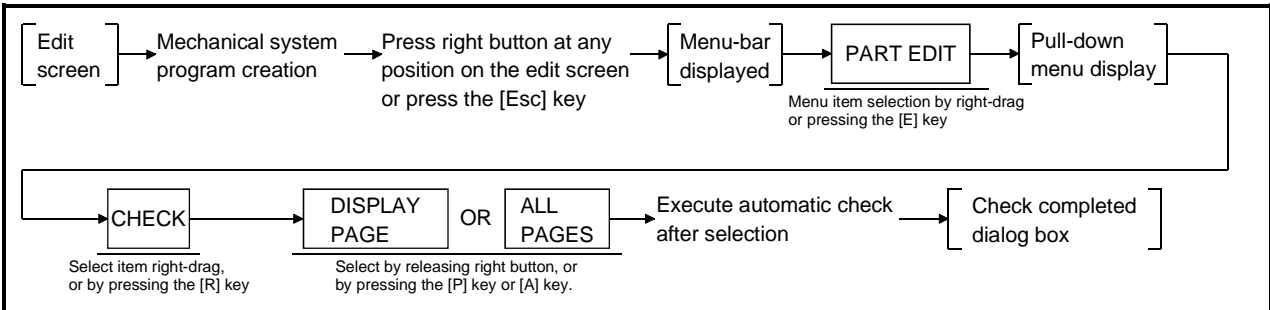 Edit
screen
Mechanical system
program creation
Press right button at any
position on the edit screen
or press the [Esc] key
Menu-bar
displayed
PART EDIT
Menu item selection by right-drag
or pressing the [E] key
Pull-down
menu display
CHECK
Select item right-drag,
or by pressing the [R] key
DISPLAY
PAGE
OR
ALL
PAGES
Select by releasing right button, or
by pressing the [P] key or [A] key.
Execute automatic check
after selection
Check completed
dialog box